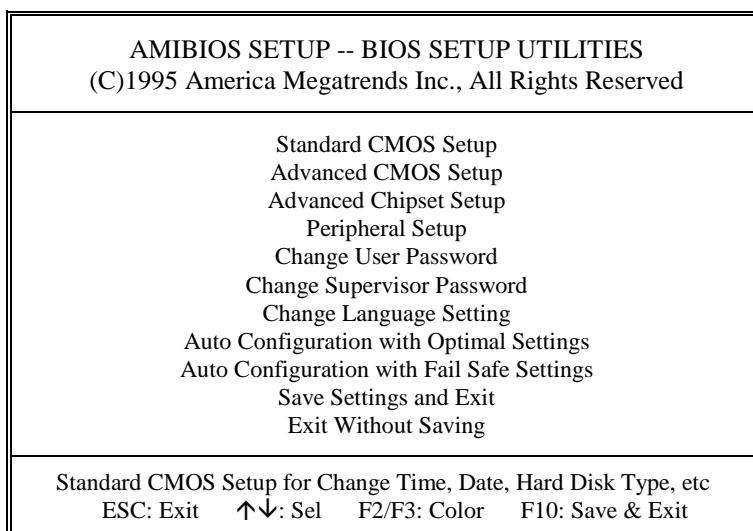 AMIBIOS SETUP -- BIOS SETUP UTILITIES
(C)1995 America Megatrends Inc., All Rights Reserved
Standard CMOS Setup
Advanced CMOS Setup
Advanced Chipset Setup
Peripheral Setup
Change User Password
Change Supervisor Password
Change Language Setting
Auto Configuration with Optimal Settings
Auto Configuration with Fail Safe Settings
Save Settings and Exit
Exit Without Saving
Standard CMOS Setup for Change Time, Date, Hard Disk Type, etc
ESC: Exit ↑↓: Sel F2/F3: Color F10: Save & Exit